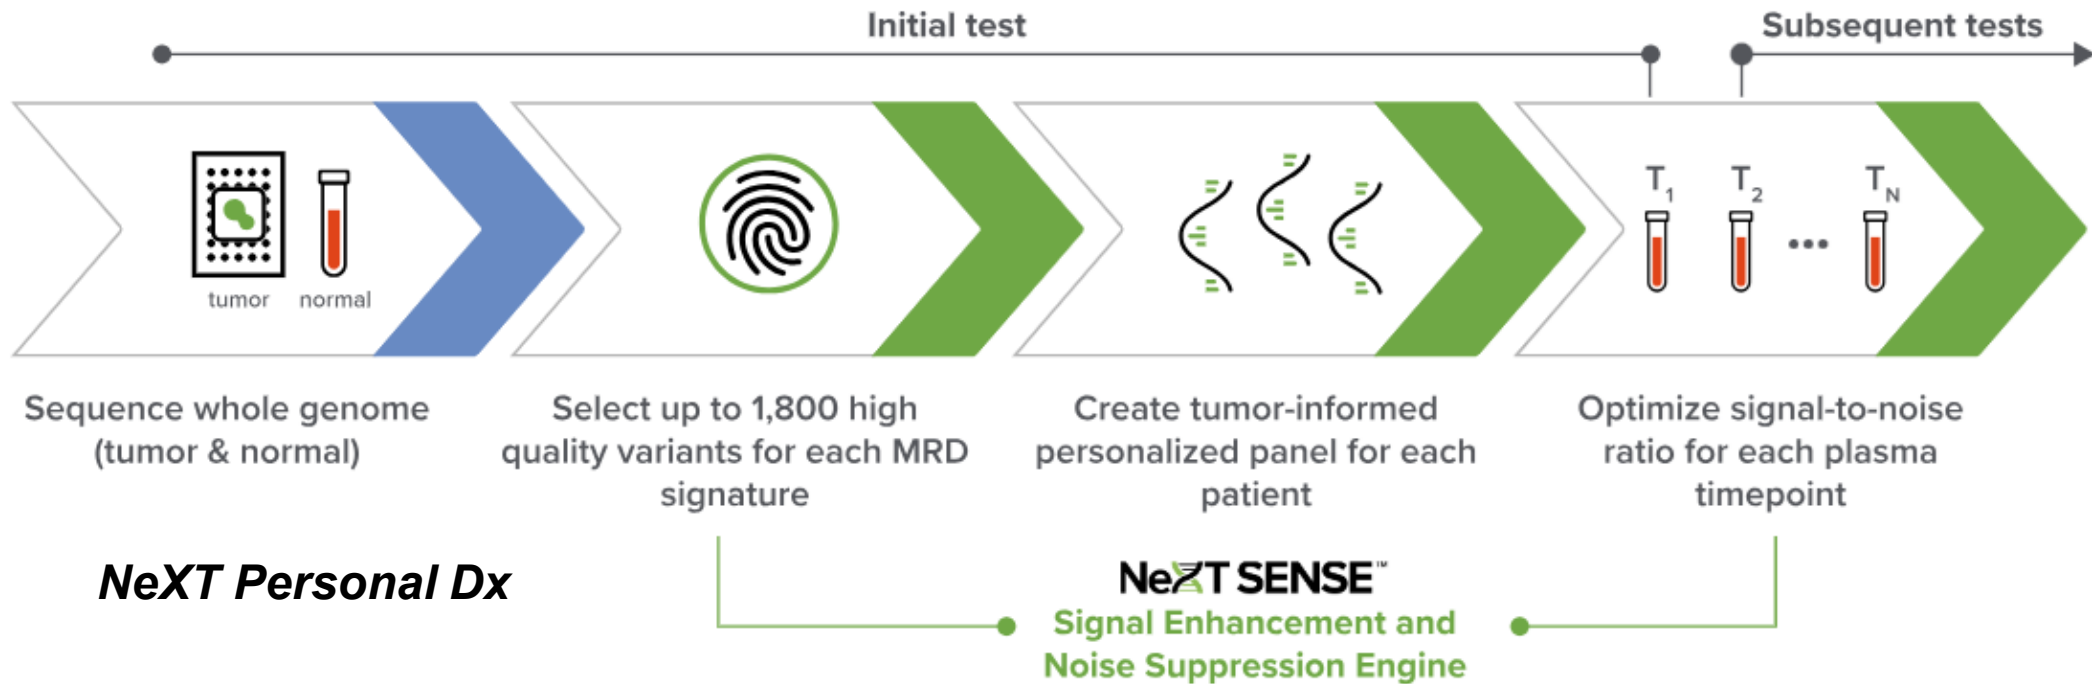 Initial test
Subsequent tests
tumor
normal
T1
T2
TN
Sequence whole genome
(tumor & normal)
Select up to 1,800 high
quality variants for each MRD
signature
Create tumor-informed
personalized panel for each
patient
Optimize signal-to-noise
ratio for each plasma
timepoint
NeXT Personal Dx
NeXT SENSE™
Signal Enhancement and
Noise Suppression Engine